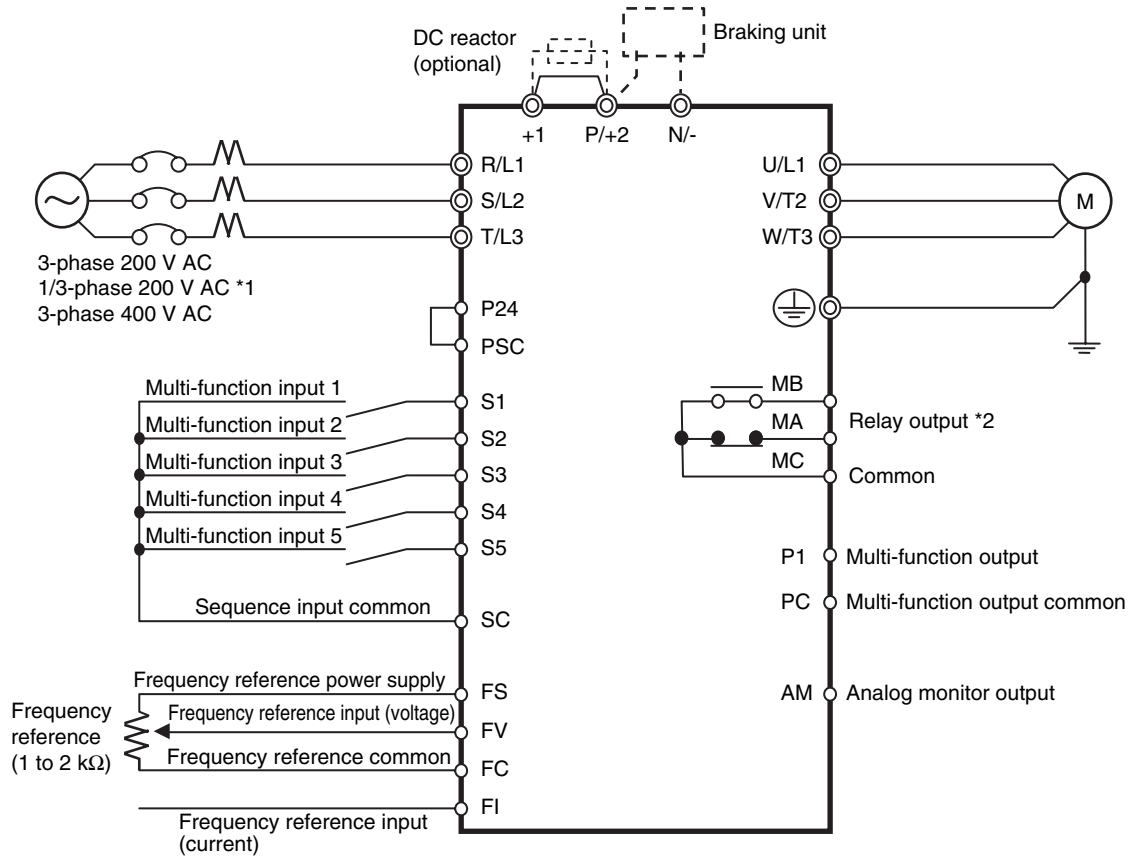 DC reactor
(optional)
Braking unit
+1
P/+2
N/-
R/L1
S/L2
T/L3
3-phase 200 V AC
1/3-phase 200 V AC *1
3-phase 400 V AC
U/L1
V/T2
W/T3
M
P24
PSC
Multi-function input 1
S1
Multi-function input 2
S2
Multi-function input 3
S3
Multi-function input 4
S4
Multi-function input 5
S5
Sequence input common
SC
MB
MA
MC
Relay output *2
Common
P1
Multi-function output
PC
Multi-function output common
AM
Analog monitor output
Frequency reference power supply
FS
Frequency
reference
(1 to 2 kΩ)
Frequency reference input (voltage)
FV
Frequency reference common
FC
FI
Frequency reference input
(current)